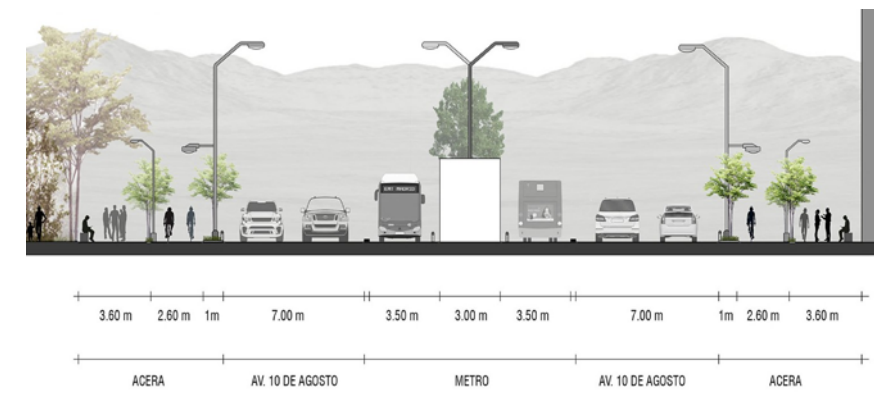 3.60 m 2.60 m 1m 7.00 m 3.50 m 3.00 m 3.50 m 7.00 m 1m 2.60 m 3.60 m
ACERA AV. 10 DE AGOSTO METRO AV. 10 DE AGOSTO ACERA